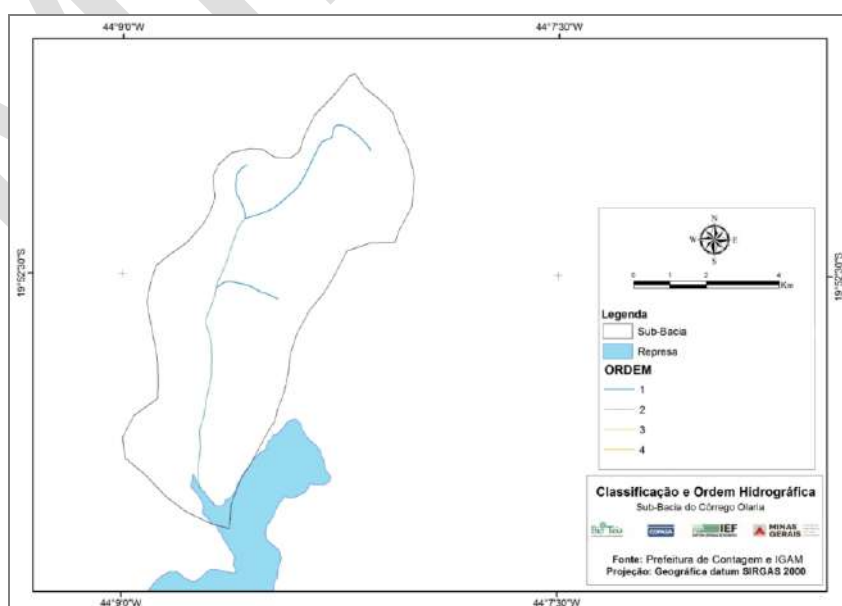 44°9'0"W 44°7'30"W
N
W E
S
19°52'30"S 19°52'30"S
0 1 2 4
Km
Legenda
Sub-Bacia
Represa
ORDEM
1
2
3
4
Classificação e Ordem Hidrográfica
Sub-Bacia do Córrego Olaria
COPASA IEF MINAS GERAIS
Fonte: Prefeitura de Contagem e IGAM
Projeção: Geográfica datum SIRGAS 2000
44°9'0"W 44°7'30"W